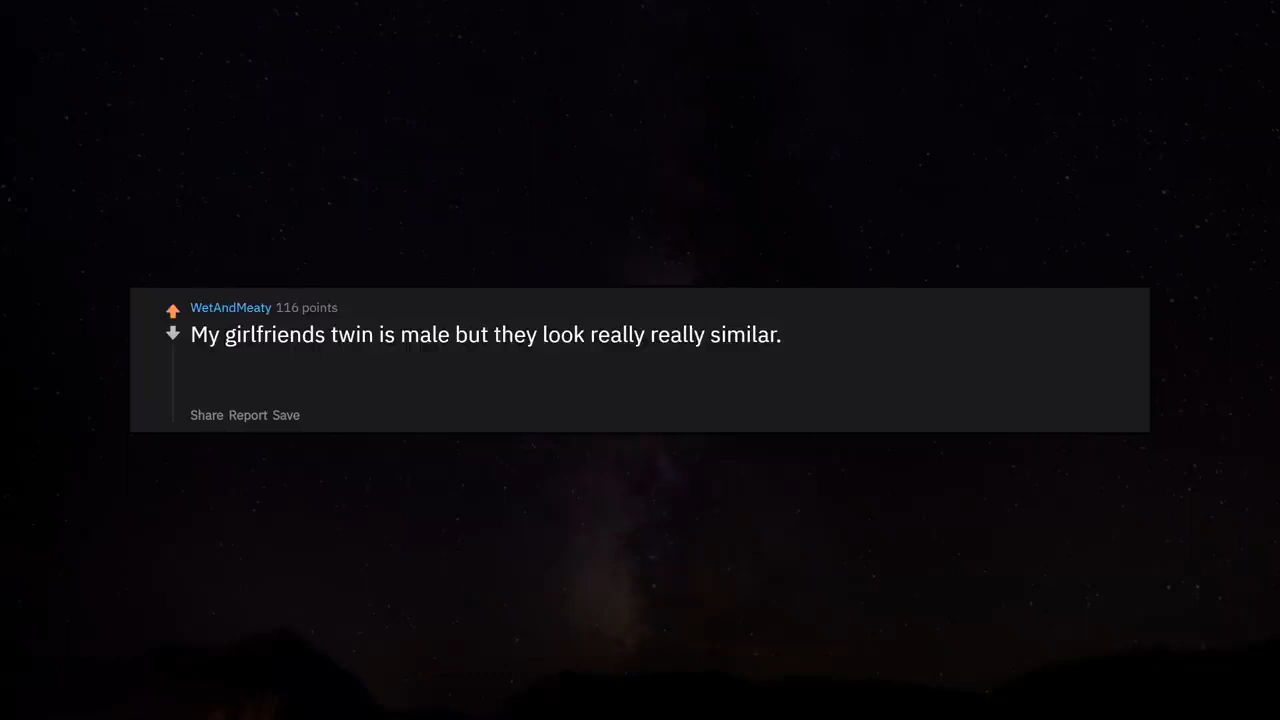 WetAndMeaty 116 points
My girlfriends twin is male but they look really really similar.
Share Report Save